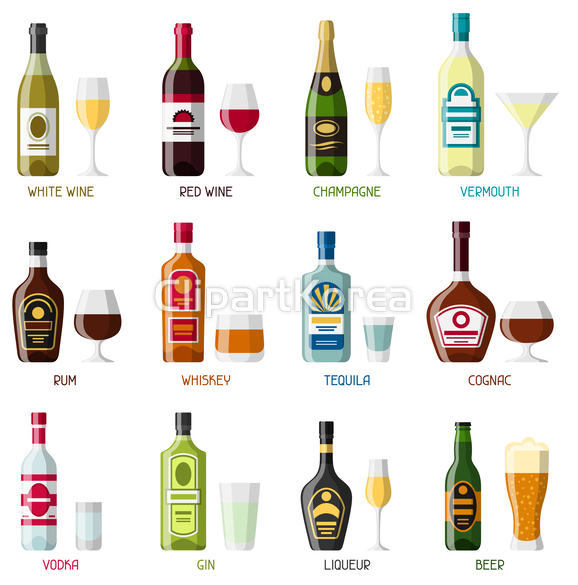 WHITE WINE
RED WINE
CHAMPAGNE
VERMOUTH
ClipartKorea
RUM
WHISKEY
TEQUILA
COGNAC
VODKA
GIN
LIQUEUR
BEER